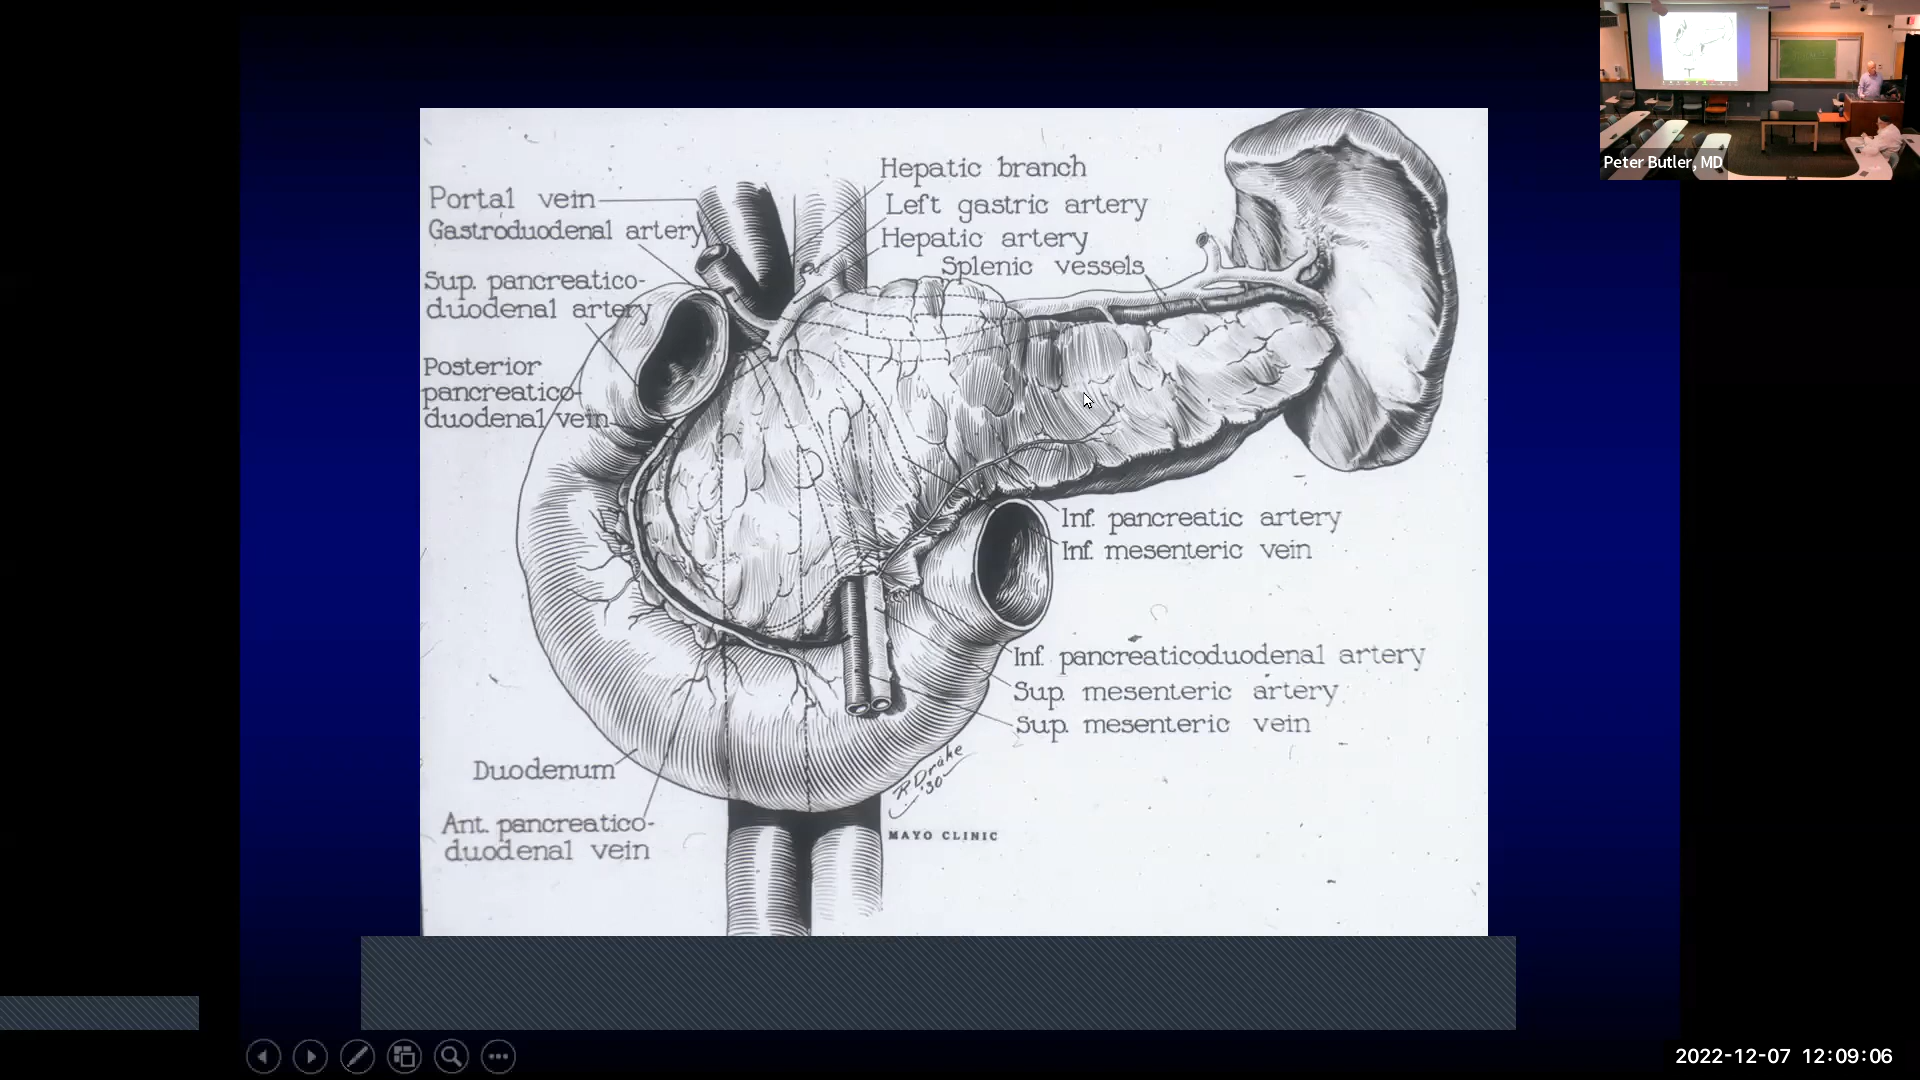 Peter Butler, MD
Hepatic branch
Portal vein
Left gastric artery
Gastroduodenal artery
Hepatic artery
Splenic vessels
Sup. pancreatico-
duodenal artery
Posterior
pancreatico-
duodenal vein
Inf. pancreatic artery
Inf. mesenteric vein
Inf. pancreaticoduodenal artery
Sup. mesenteric artery
Sup. mesenteric vein
Duodenum
R Drake
'30
Ant. pancreatico-
duodenal vein
MAYO CLINIC
2022-12-07 12:09:06